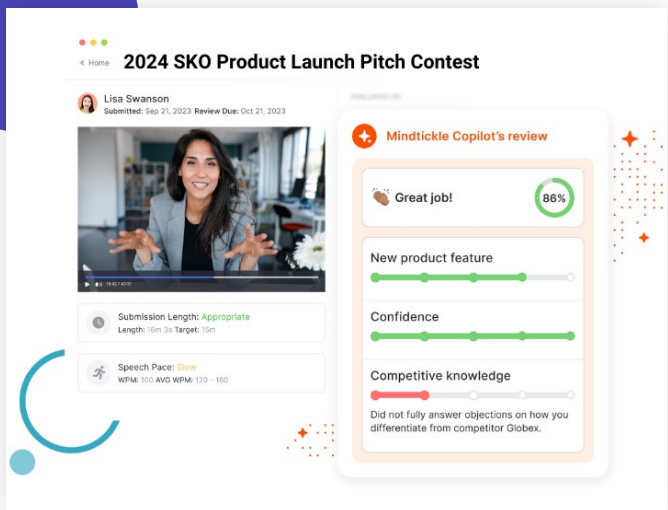 Home
2024 SKO Product Launch Pitch Contest
Lisa Swanson
Submitted: Sep 21, 2023 Review Due: Oct 21, 2023
Mindtickle Copilot's review
Great job!
86%
New product feature
Confidence
Competitive knowledge
Did not fully answer objections on how you
differentiate from competitor Globex.
Submission Length: Appropriate
Length: 16m 3s Target: 15m
Speech Pace: Slow
WPM: 100 AVG WPM: 120 - 160